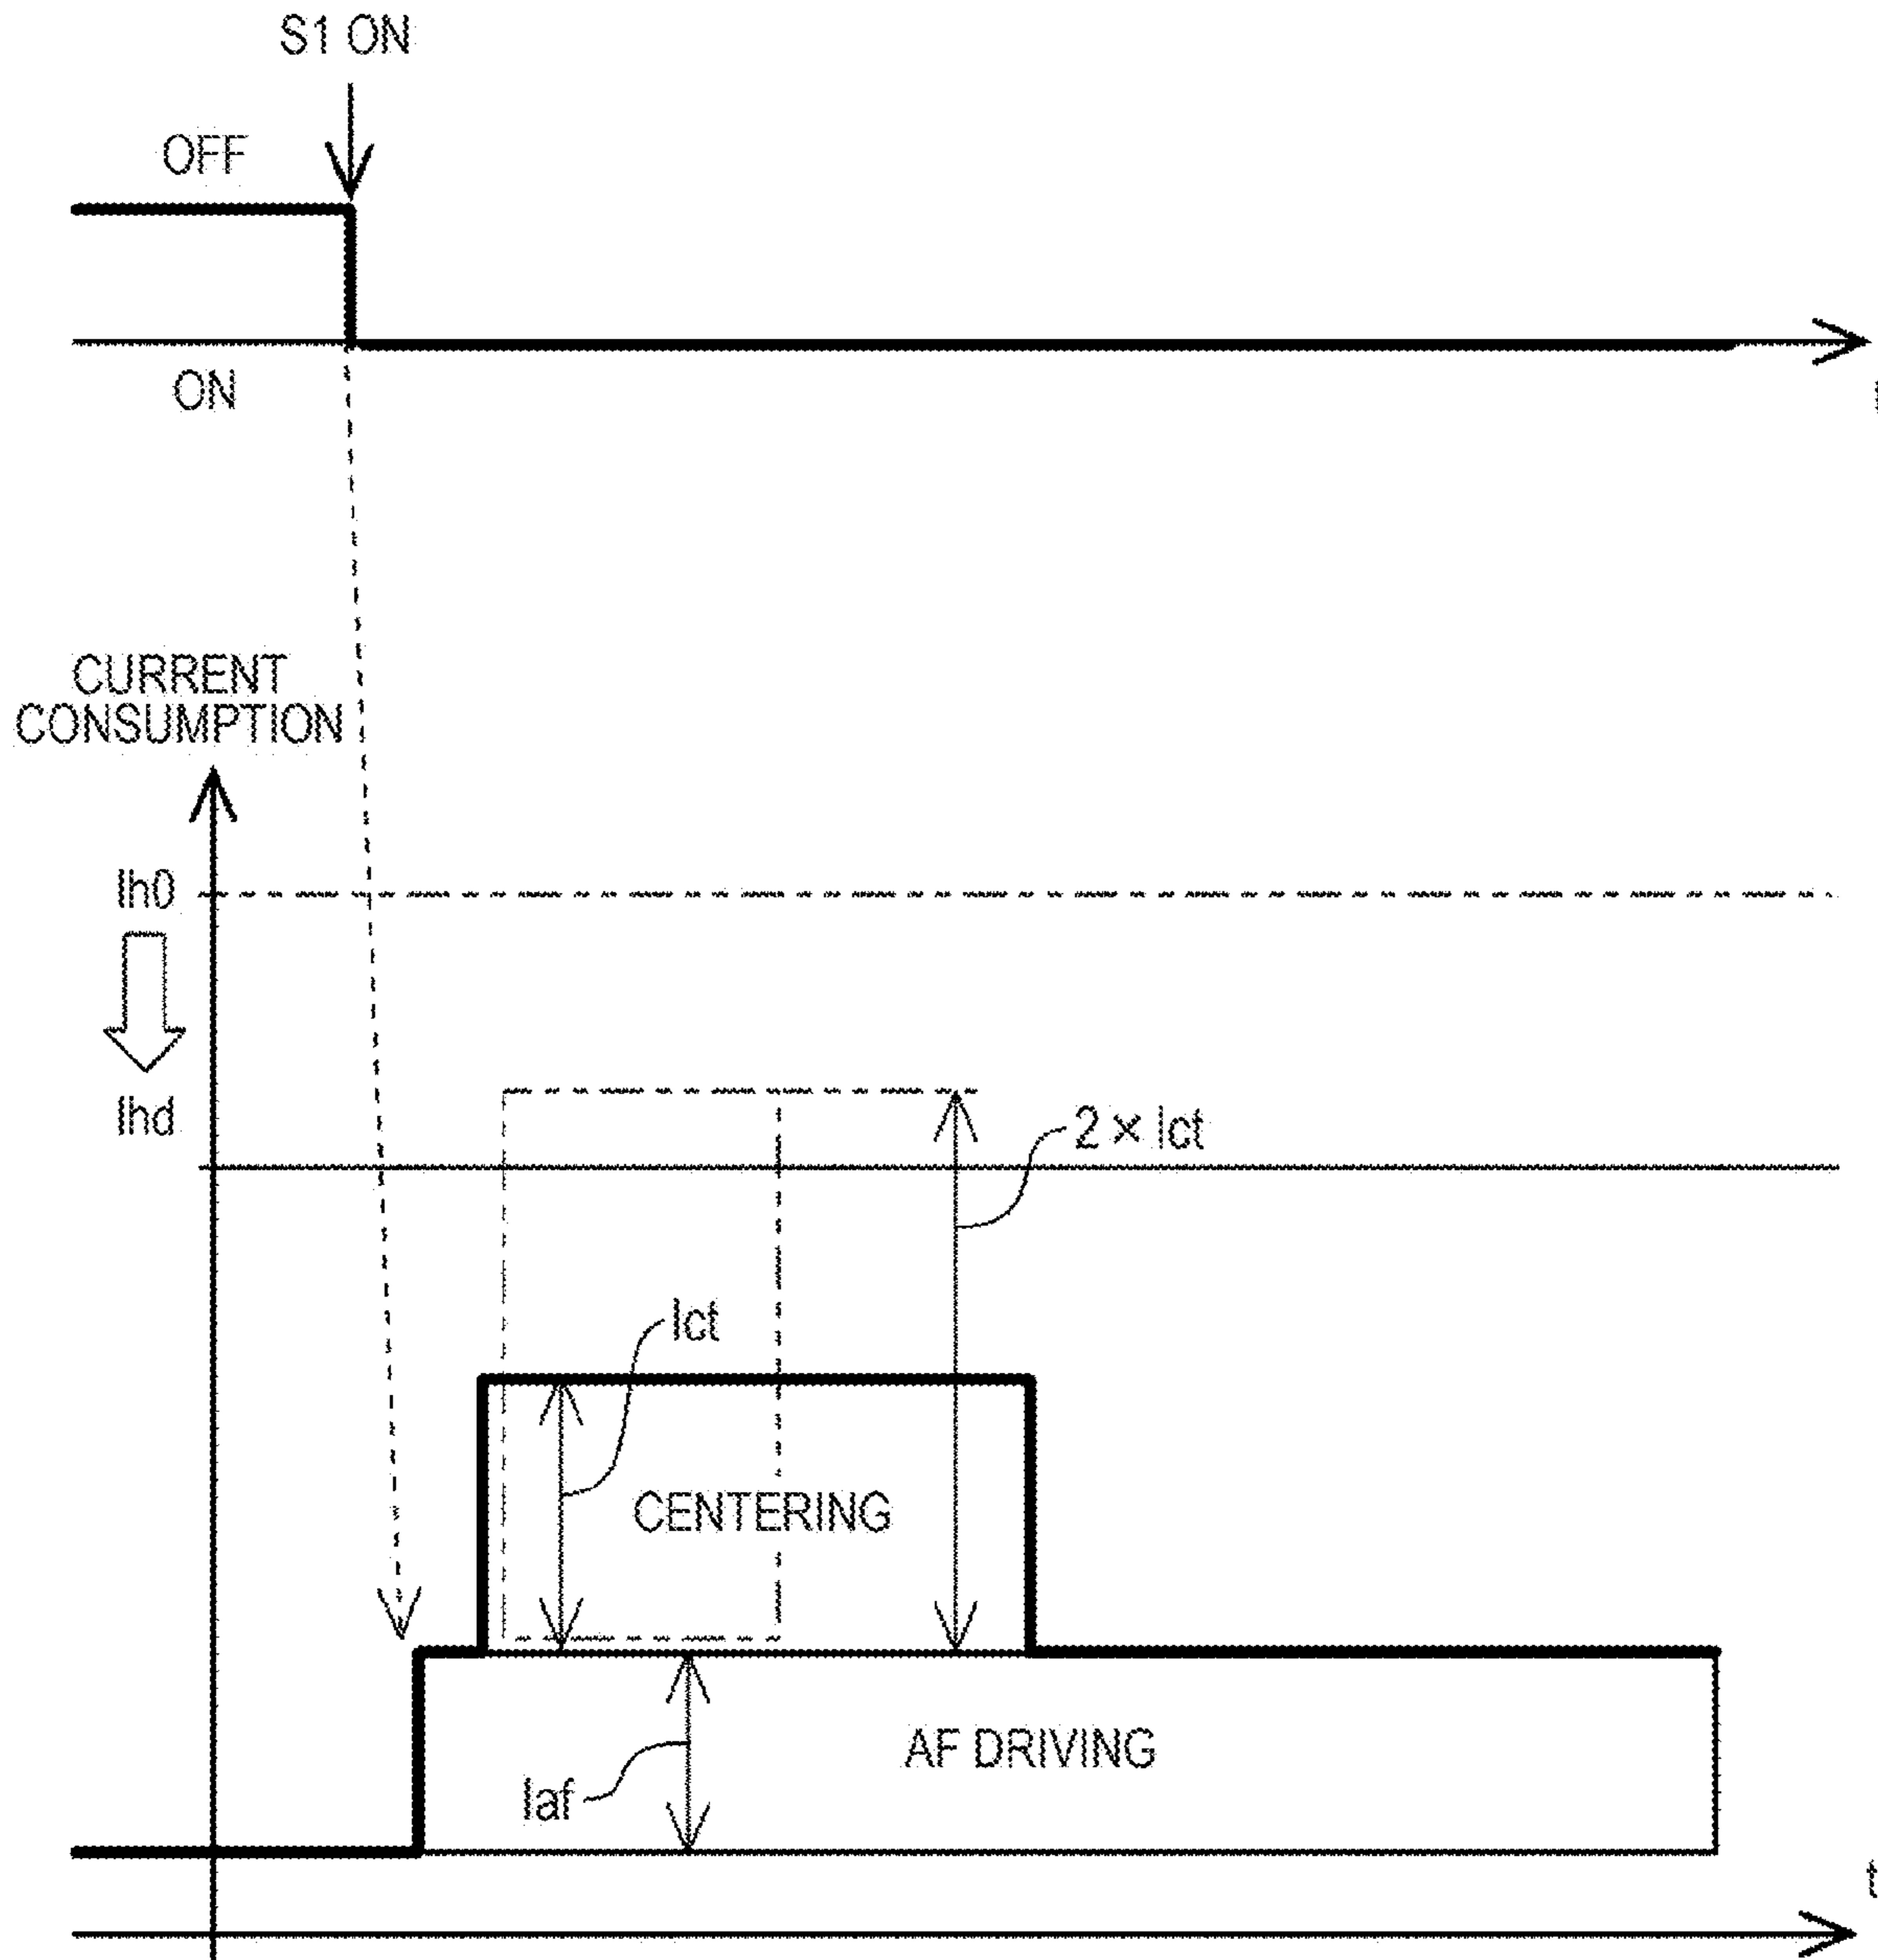 S1 ON
OFF
ON
CURRENT
CONSUMPTION
Ih0
Ihd
2 × Ict
Ict
CENTERING
AF DRIVING
Iaf
t